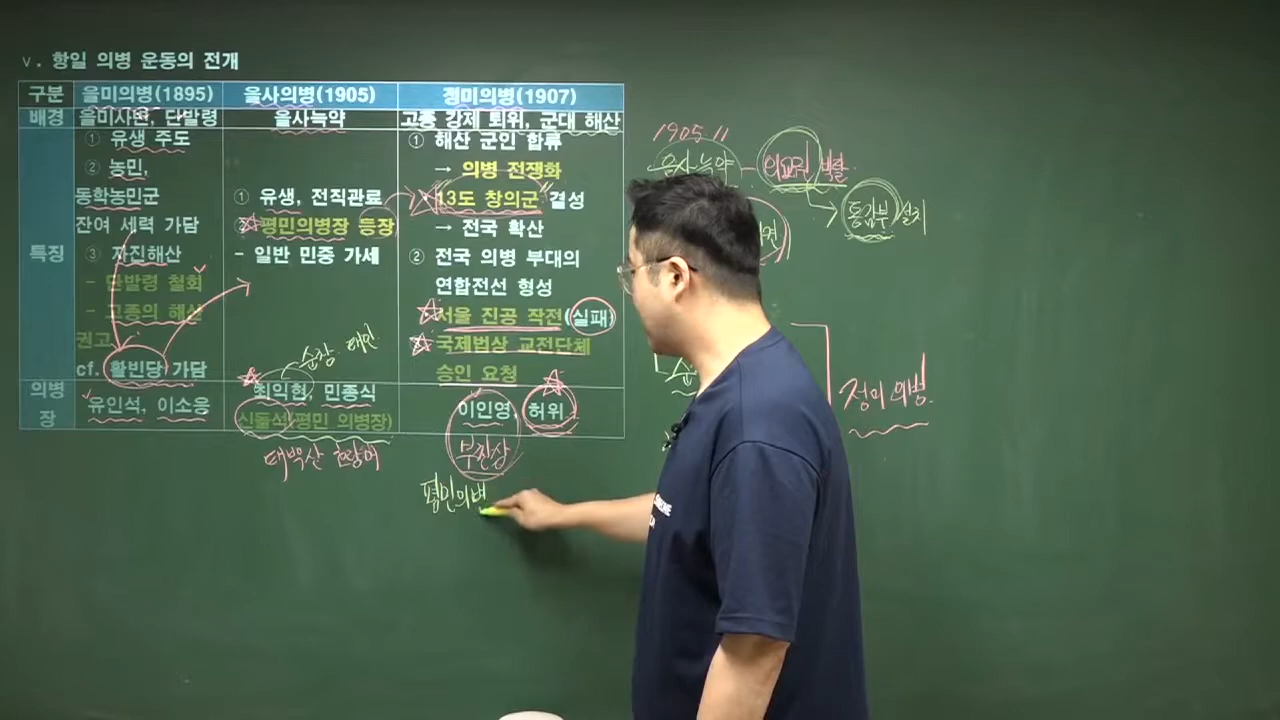 v. 항일 의병 운동의 전개
구분 을미의병(1895) 을사의병(1905) 정미의병(1907)
배경 을미사변, 단발령 을사늑약 고종 강제 퇴위, 군대 해산
특징
① 유생 주도
② 농민,
동학농민군
잔여 세력 가담
③ 자진해산
- 단발령 철회
- 고종의 해산
권고
cf. 활빈당 가담
① 유생, 전직관료
② 평민의병장 등장
- 일반 민중 가세
① 해산 군인 합류
→ 의병 전쟁화
13도 창의군 결성
→ 전국 확산
② 전국 의병 부대의
연합전선 형성
서울 진공 작전(실패)
국제법상 교전단체
승인 요청
의병장
유인석, 이소응
순창
최익현, 민종식
신돌석(평민 의병장)
태백산 호랑이
이인영, 허위
부친상
평민의병
1905 11
을사늑약 - 외교권 박탈
통감부 설치
정미의병